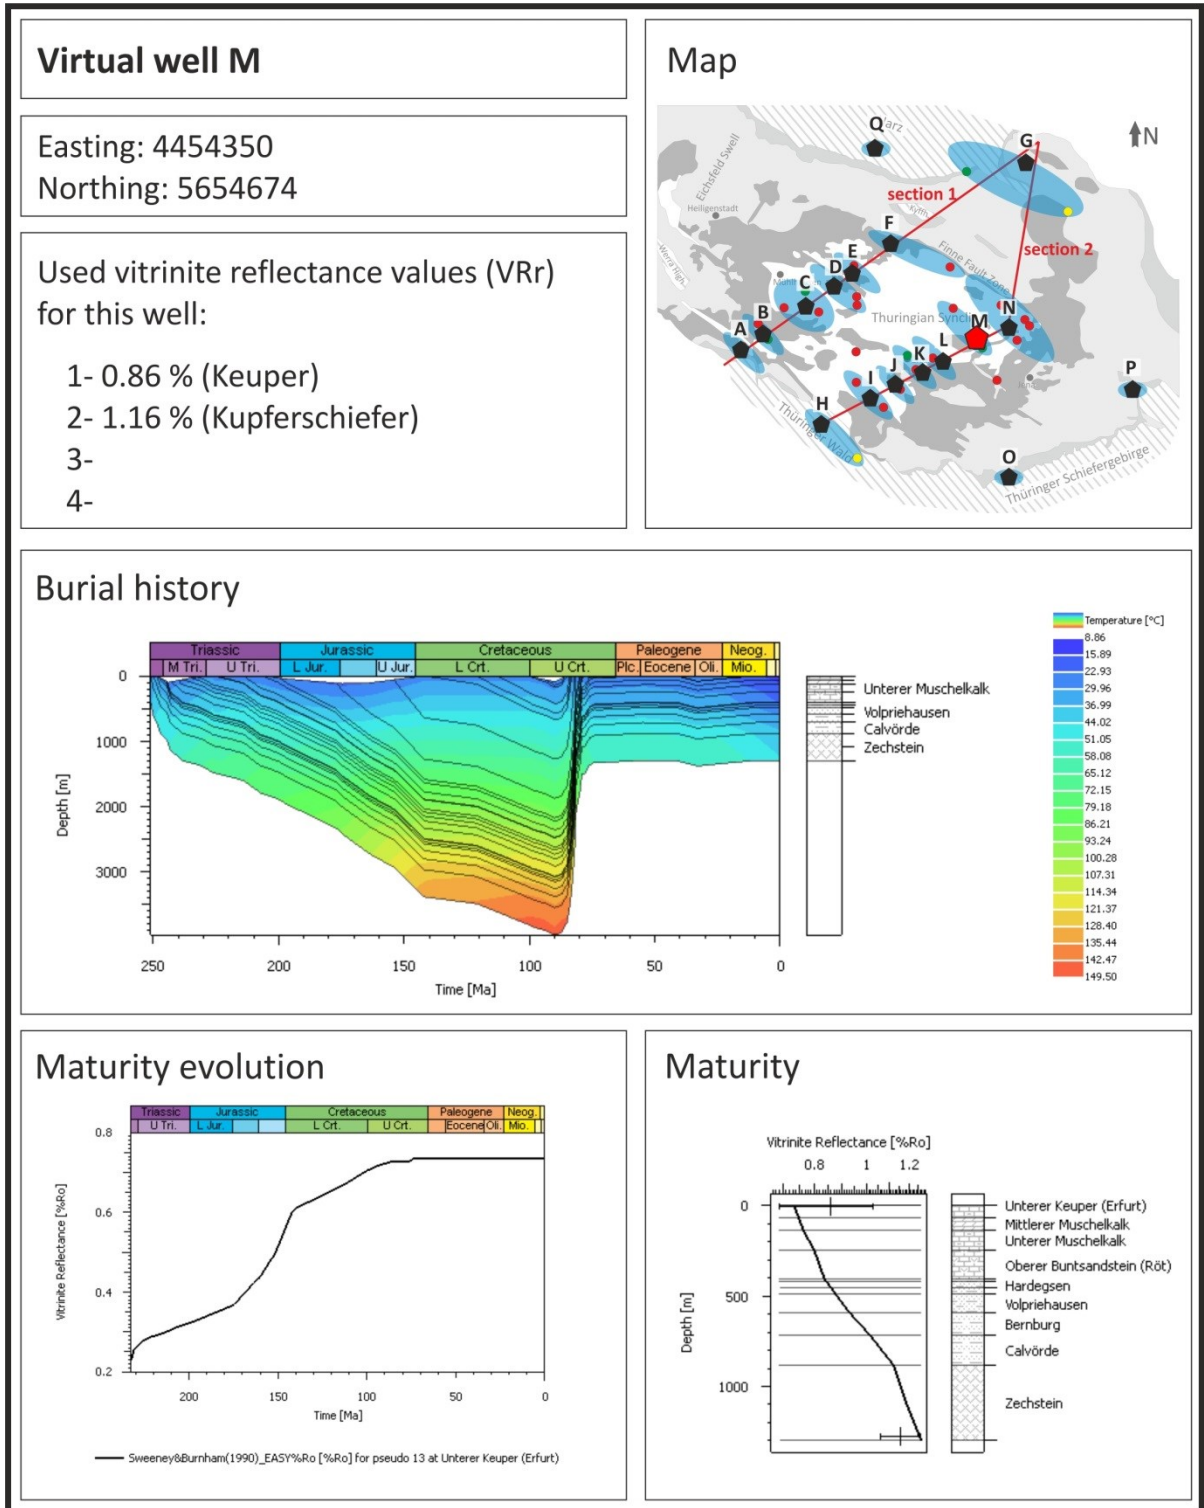 Virtual well M
Easting: 4454350
Northing: 5654674
Used vitrinite reflectance values (VRr)
for this well:
1- 0.86 % (Keuper)
2- 1.16 % (Kupferschiefer)
3-
4-
Map
N
Q
G
section 1
section 2
Eichsfeld Swell
Heiligenstadt
Werra High
F
Finne Fault Zone
E
D
C
B
A
Thuringian Syncl
M
N
L
K
J
I
H
P
O
Thüringer Wald
Thüringer Schiefergebirge
Burial history
Triassic Jurassic Cretaceous Paleogene Neog.
M Tri. U Tri. L Jur. U Jur. L Crt. U Crt. Plc. Eocene Oli. Mio.
0
1000
2000
3000
Depth [m]
250 200 150 100 50 0
Time [Ma]
Unterer Muschelkalk
Volpriehausen
Calvörde
Zechstein
Temperature [°C]
8.86
15.89
22.93
29.96
36.99
44.02
51.05
58.08
65.12
72.15
79.18
86.21
93.24
100.28
107.31
114.34
121.37
128.40
135.44
142.47
149.50
Maturity evolution
Triassic Jurassic Cretaceous Paleogene Neog.
U Tri. L Jur. L Crt. U Crt. Eocene Oli. Mio.
0.8
0.6
0.4
0.2
Vitrinite Reflectance [%Ro]
200 150 100 50 0
Time [Ma]
Sweeney&Burnham(1990)_EASY%Ro [%Ro] for pseudo 13 at Unterer Keuper (Erfurt)
Maturity
Vitrinite Reflectance [%Ro]
0.8 1 1.2
0
500
1000
Depth [m]
Unterer Keuper (Erfurt)
Mittlerer Muschelkalk
Unterer Muschelkalk
Oberer Buntsandstein (Röt)
Hardegsen
Volpriehausen
Bernburg
Calvörde
Zechstein